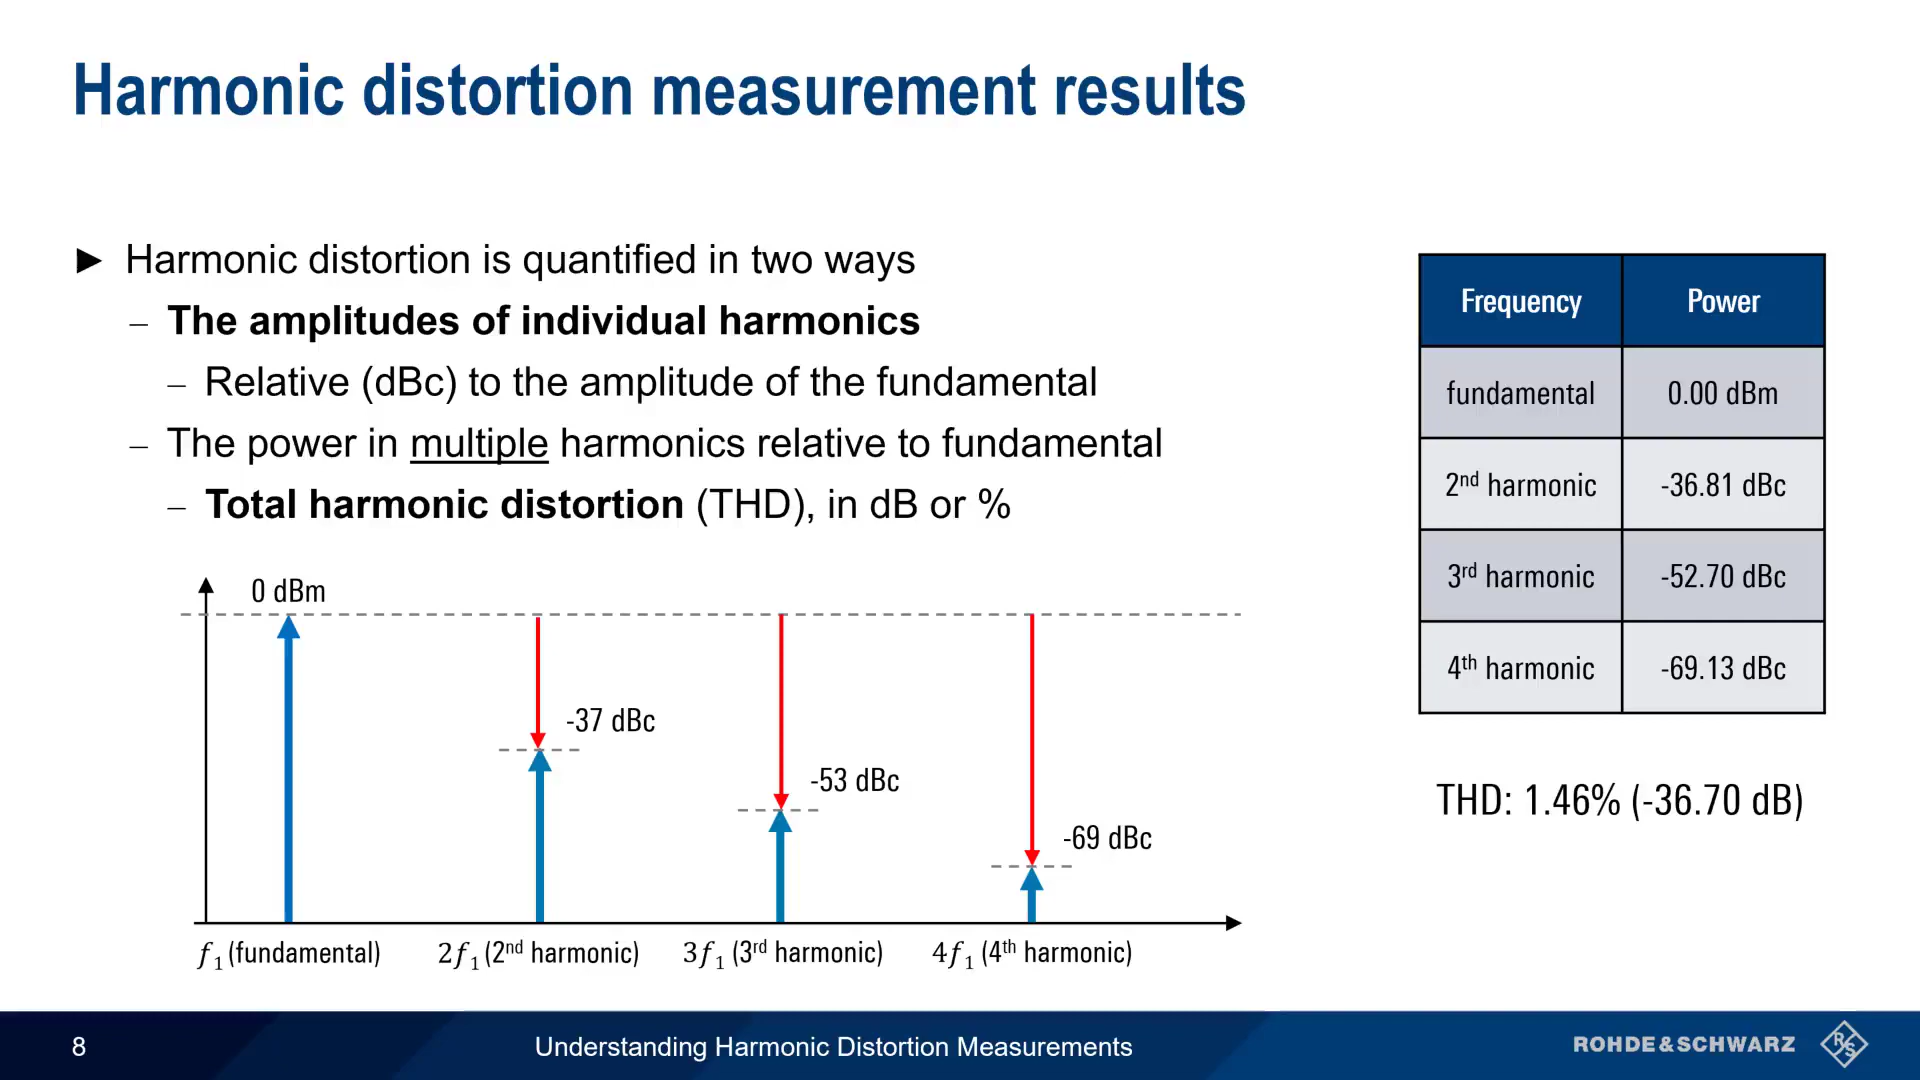 Harmonic distortion measurement results
► Harmonic distortion is quantified in two ways
– The amplitudes of individual harmonics
– Relative (dBc) to the amplitude of the fundamental
– The power in multiple harmonics relative to fundamental
– Total harmonic distortion (THD), in dB or %
0 dBm
-37 dBc
-53 dBc
-69 dBc
f₁ (fundamental)
2f₁ (2nd harmonic)
3f₁ (3rd harmonic)
4f₁ (4th harmonic)
Frequency Power
fundamental 0.00 dBm
2nd harmonic -36.81 dBc
3rd harmonic -52.70 dBc
4th harmonic -69.13 dBc
THD: 1.46% (-36.70 dB)
8
Understanding Harmonic Distortion Measurements
ROHDE&SCHWARZ
R&S